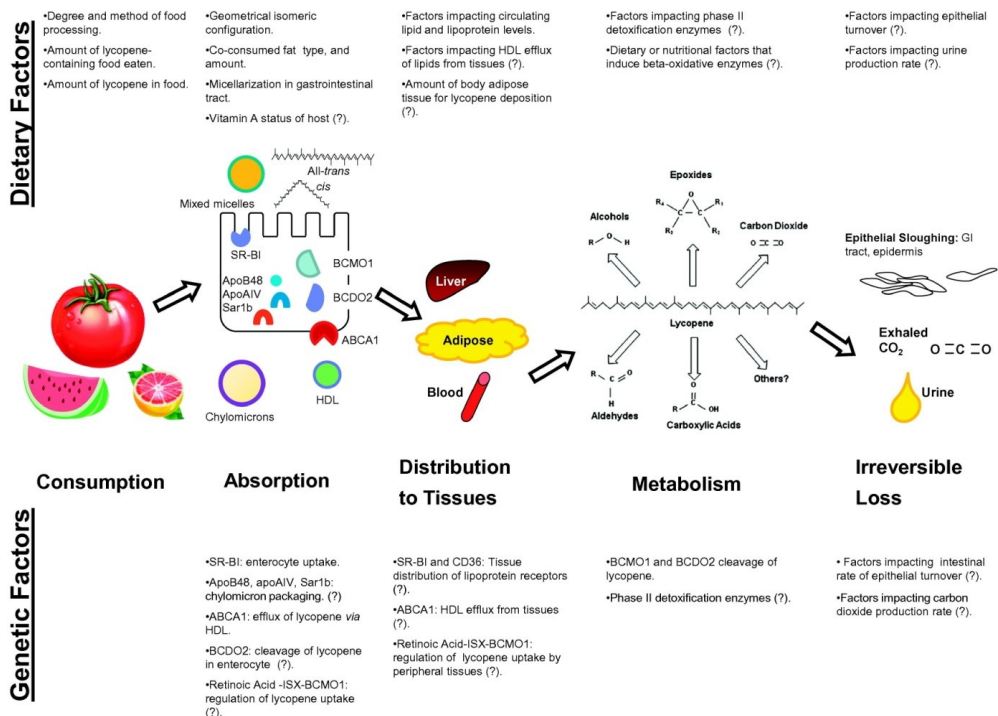 Dietary Factors
•Degree and method of food
processing.
•Amount of lycopene-
containing food eaten.
•Amount of lycopene in food.
•Geometrical isomeric
configuration.
•Co-consumed fat type, and
amount.
•Micellarization in gastrointestinal
tract.
•Vitamin A status of host (?).
•Factors impacting circulating
lipid and lipoprotein levels.
•Factors impacting HDL efflux
of lipids from tissues (?).
•Amount of body adipose
tissue for lycopene deposition
(?).
•Factors impacting phase II
detoxification enzymes (?).
•Dietary or nutritional factors that
induce beta-oxidative enzymes (?).
•Factors impacting epithelial
turnover (?).
•Factors impacting urine
production rate (?).
All-trans
cis
Mixed micelles
SR-BI
BCMO1
ApoB48
ApoAIV
Sar1b
BCDO2
ABCA1
Chylomicrons
HDL
Liver
Adipose
Blood
Epoxides
O
R₄ R₁
C C
R₃ R₂
Alcohols
O
R H
Carbon Dioxide
O=C=O
Lycopene
R O
C
H
Aldehydes
O
C
R OH
Carboxylic Acids
Others?
Epithelial Sloughing: GI
tract, epidermis
Exhaled
CO₂
O=C=O
Urine
Consumption
Absorption
Distribution
to Tissues
Metabolism
Irreversible
Loss
Genetic Factors
•SR-BI: enterocyte uptake.
•ApoB48, apoAIV, Sar1b:
chylomicron packaging. (?)
•ABCA1: efflux of lycopene via
HDL.
•BCDO2: cleavage of lycopene
in enterocyte (?).
•Retinoic Acid -ISX-BCMO1:
regulation of lycopene uptake
(?).
•SR-BI and CD36: Tissue
distribution of lipoprotein receptors
(?).
•ABCA1: HDL efflux from tissues
(?).
•Retinoic Acid-ISX-BCMO1:
regulation of lycopene uptake by
peripheral tissues (?).
•BCMO1 and BCDO2 cleavage of
lycopene.
•Phase II detoxification enzymes (?).
• Factors impacting intestinal
rate of epithelial turnover (?).
•Factors impacting carbon
dioxide production rate (?).